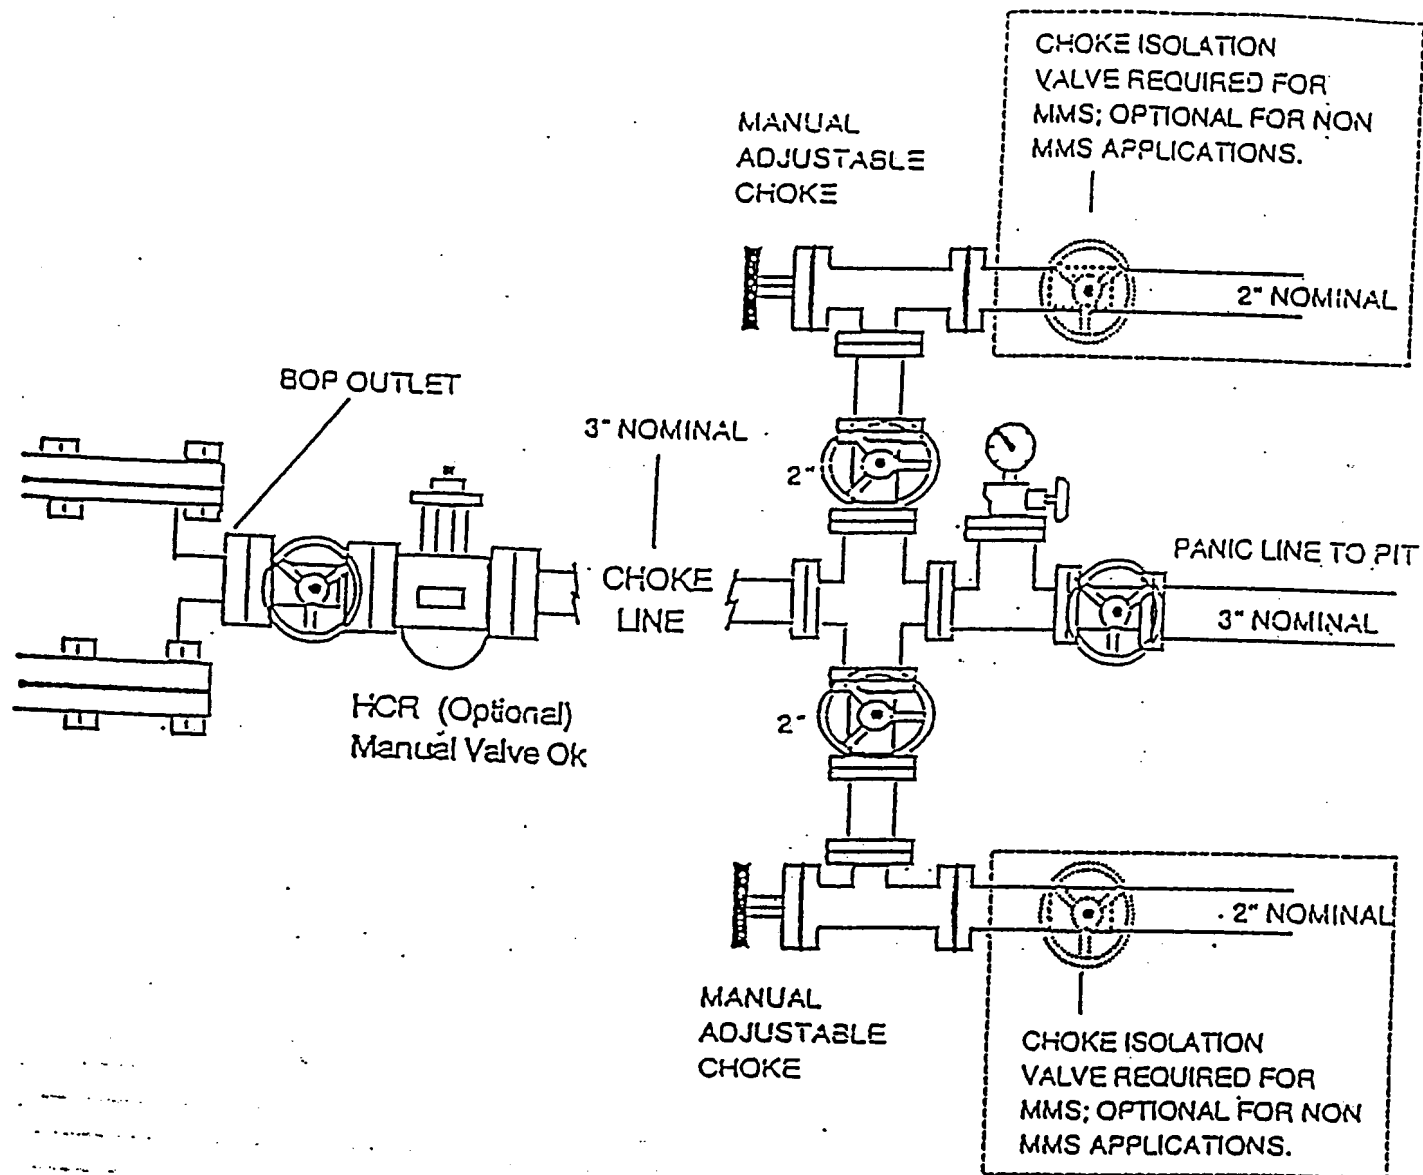 CHOKE ISOLATION
VALVE REQUIRED FOR
MMS; OPTIONAL FOR NON
MMS APPLICATIONS.
MANUAL
ADJUSTABLE
CHOKE
2" NOMINAL
BOP OUTLET
3" NOMINAL
2"
PANIC LINE TO PIT
CHOKE
LINE
3" NOMINAL
HCR (Optional)
Manual Valve Ok
2"
2" NOMINAL
MANUAL
ADJUSTABLE
CHOKE
CHOKE ISOLATION
VALVE REQUIRED FOR
MMS; OPTIONAL FOR NON
MMS APPLICATIONS.